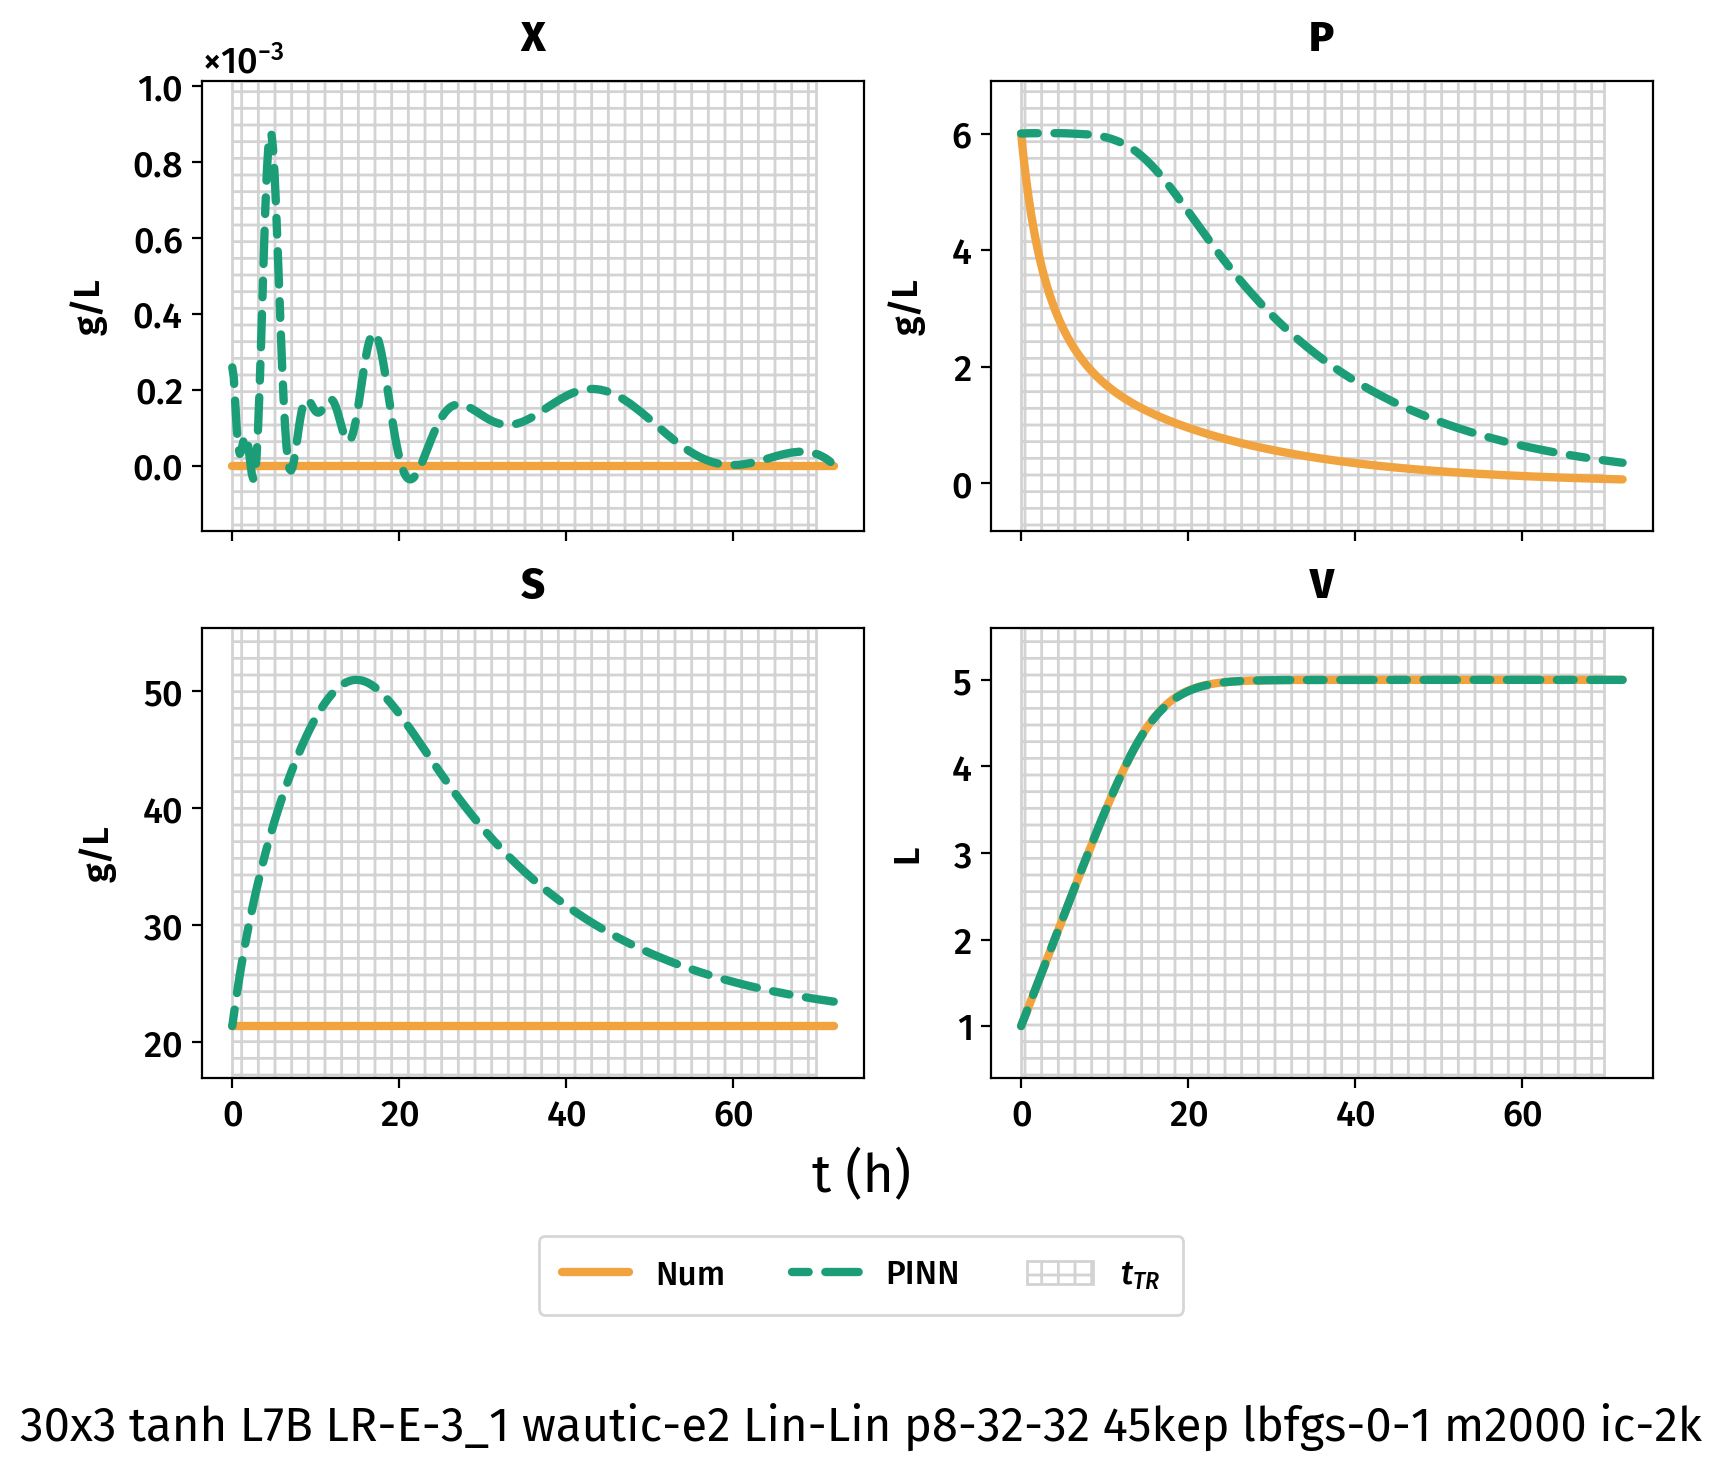 X
P
×10⁻³
1.0
0.8
0.6
0.4
0.2
0.0
g/L
6
4
2
0
g/L
S
V
50
40
30
20
g/L
5
4
3
2
1
L
0 20 40 60
0 20 40 60
t (h)
Num PINN t_TR
30x3 tanh L7B LR-E-3_1 wautic-e2 Lin-Lin p8-32-32 45kep lbfgs-0-1 m2000 ic-2k